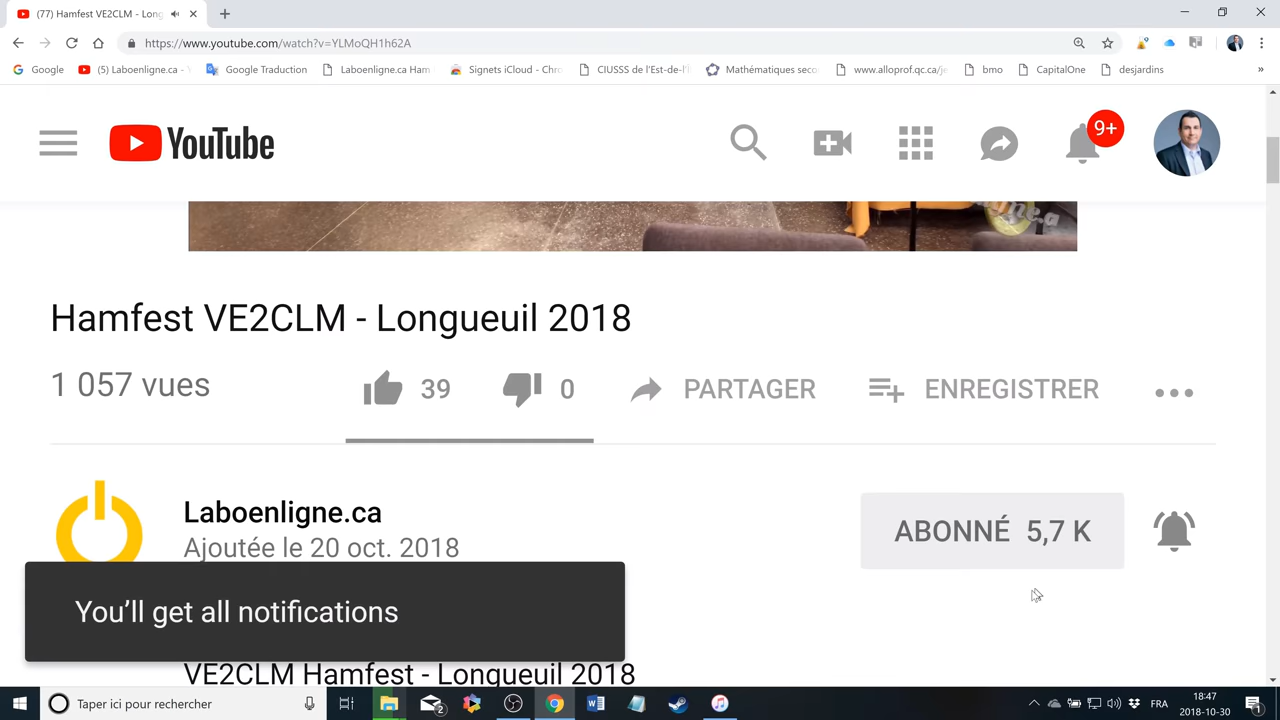 (77) Hamfest VE2CLM - Long
https://www.youtube.com/watch?v=YLMoQH1h62A
Google
(5) Laboenligne.ca -
Google Traduction
Laboenligne.ca Ham
Signets iCloud - Chro
CIUSSS de l'Est-de-l'
Mathématiques seco
www.alloprof.qc.ca/
bmo
CapitalOne
desjardins
»
YouTube
9+
Hamfest VE2CLM - Longueuil 2018
1 057 vues
39
0
PARTAGER
ENREGISTRER
Laboenligne.ca
Ajoutée le 20 oct. 2018
ABONNÉ 5,7 K
You’ll get all notifications
VE2CLM Hamfest - Longueuil 2018
Taper ici pour rechercher
2
FRA
18:47
2018-10-30
1